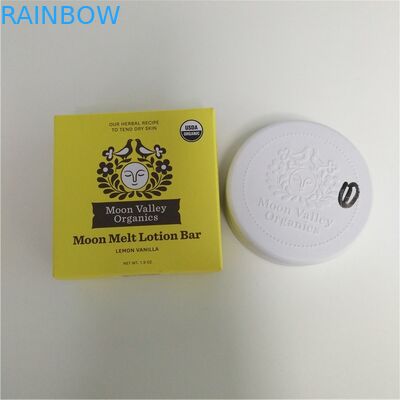 RAINBOW
OUR HERBAL RECIPE
TO TEND DRY SKIN
USDA
ORGANIC
Moon Valley
Organics
Moon Melt Lotion Bar
LEMON VANILLA
NET WT. 1.9 OZ.
Moon Valley
Organics